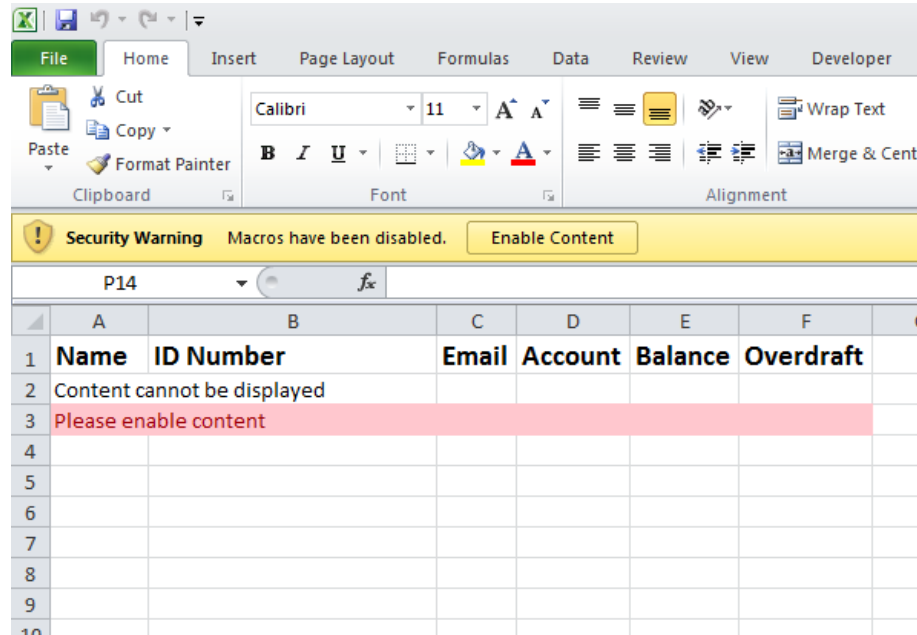 File Home Insert Page Layout Formulas Data Review View Developer
Cut
Calibri 11 A A Wrap Text
Copy
Paste
Format Painter B I U A Merge & Cent
Clipboard Font Alignment
! Security Warning Macros have been disabled. Enable Content
P14 fx
A B C D E F
1 Name ID Number Email Account Balance Overdraft
2 Content cannot be displayed
3 Please enable content
4
5
6
7
8
9
10